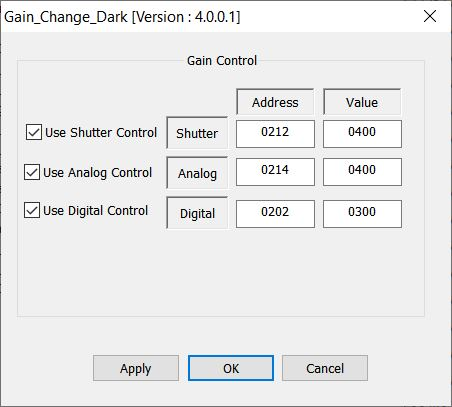 Gain_Change_Dark [Version : 4.0.0.1]
Gain Control
Address Value
Use Shutter Control Shutter 0212 0400
Use Analog Control Analog 0214 0400
Use Digital Control Digital 0202 0300
Apply OK Cancel